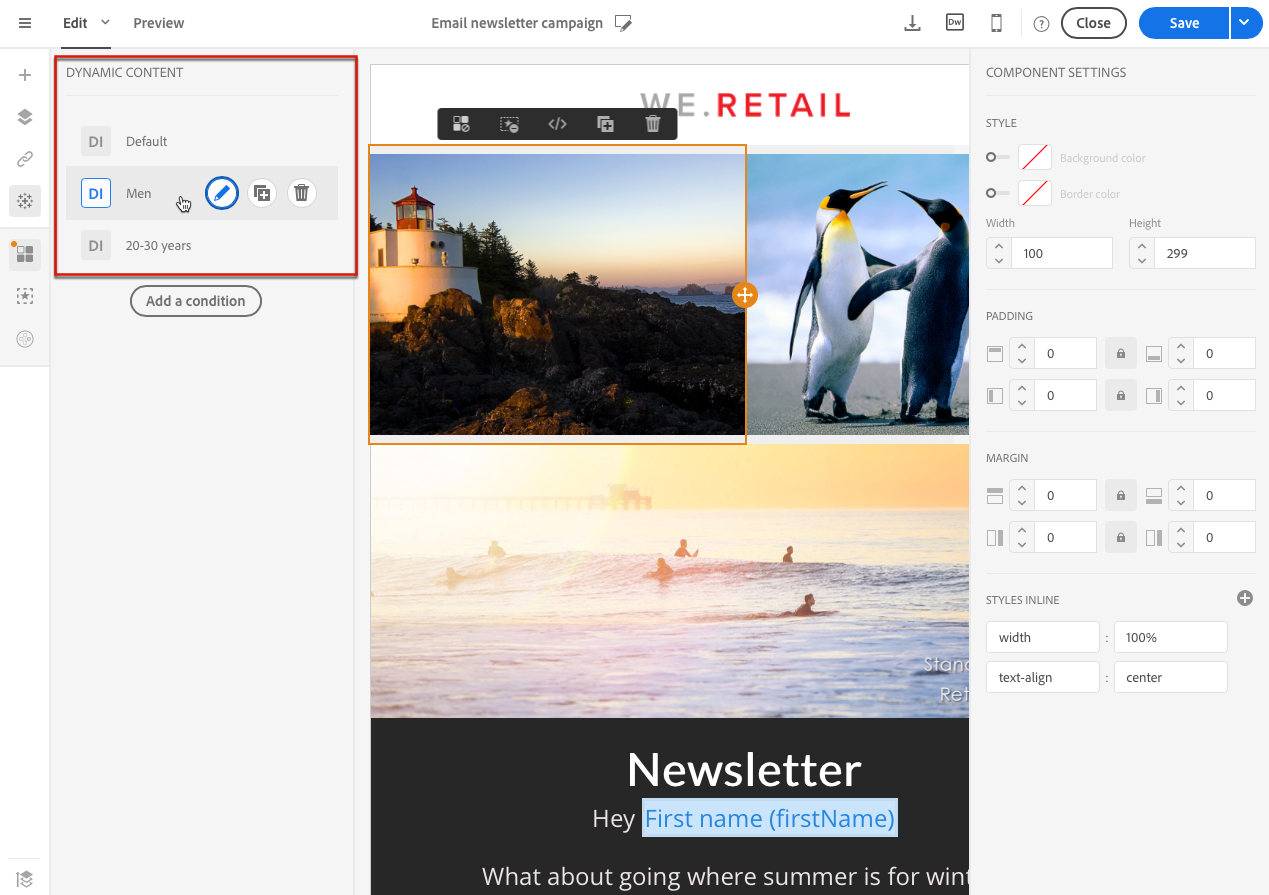 Edit
Preview
Email newsletter campaign
Dw
?
Close
Save
DYNAMIC CONTENT
DI Default
DI Men
DI 20-30 years
Add a condition
WE.RETAIL
</>
Stand
Ret
Newsletter
Hey First name (firstName)
What about going where summer is for wint
COMPONENT SETTINGS
STYLE
Background color
Border color
Width Height
100 299
PADDING
0 0
0 0
MARGIN
0 0
0 0
STYLES INLINE
width : 100%
text-align : center